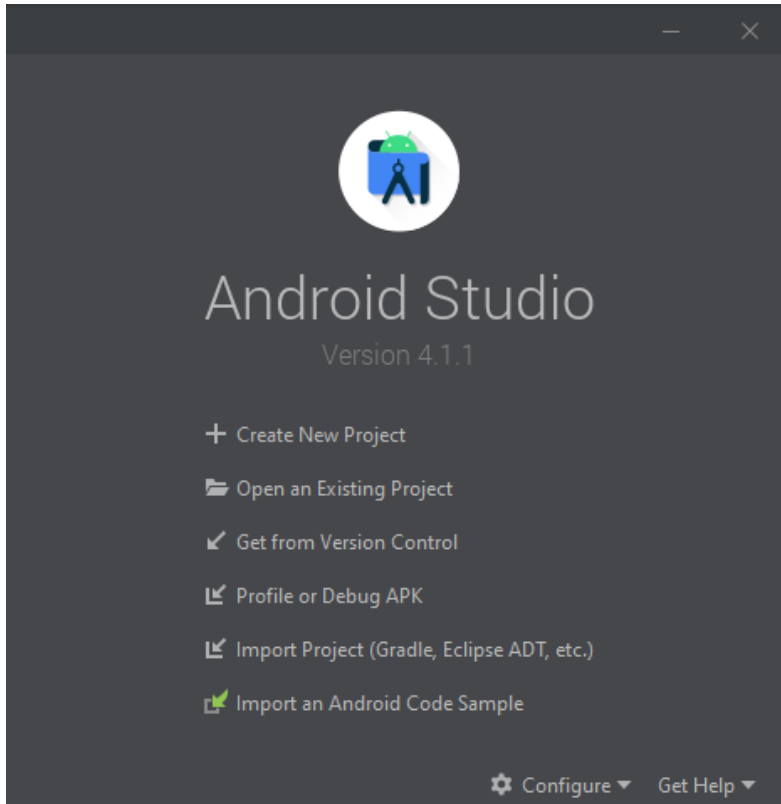 Android Studio
Version 4.1.1
Create New Project
Open an Existing Project
Get from Version Control
Profile or Debug APK
Import Project (Gradle, Eclipse ADT, etc.)
Import an Android Code Sample
Configure Get Help